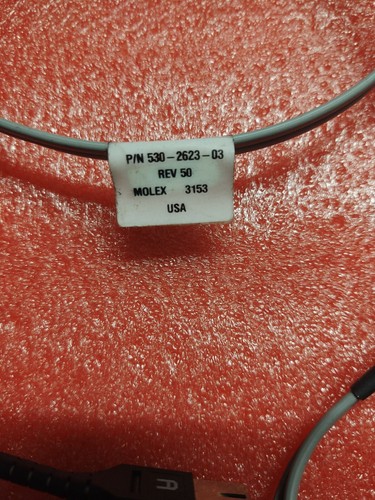 P/N 530-2623-03
REV 50
MOLEX 3153
USA
A